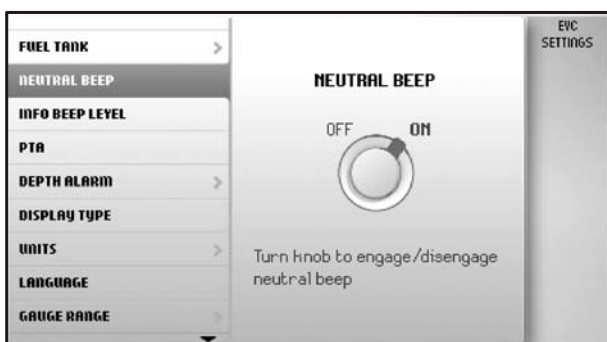 FUEL TANK
NEUTRAL BEEP
INFO BEEP LEVEL
PTA
DEPTH ALARM
DISPLAY TYPE
UNITS
LANGUAGE
GAUGE RANGE
NEUTRAL BEEP
OFF ON
Turn knob to engage/disengage
neutral beep
EVC
SETTINGS